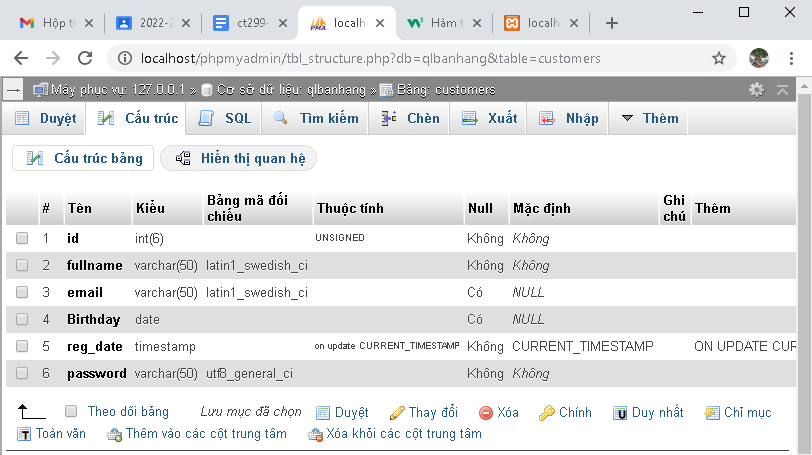 Hộp th
2022-2
ct299-
localh
Hàm t
localh
localhost/phpmyadmin/tbl_structure.php?db=qlbanhang&table=customers
Máy phục vụ: 127.0.0.1 » Cơ sở dữ liệu: qlbanhang » Bảng: customers
Duyệt Cấu trúc SQL Tìm kiếm Chèn Xuất Nhập Thêm
Cấu trúc bảng Hiển thị quan hệ
# Tên Kiểu Bảng mã đối chiếu Thuộc tính Null Mặc định Ghi chú Thêm
1 id int(6) UNSIGNED Không Không
2 fullname varchar(50) latin1_swedish_ci Không Không
3 email varchar(50) latin1_swedish_ci Có NULL
4 Birthday date Có NULL
5 reg_date timestamp on update CURRENT_TIMESTAMP Không CURRENT_TIMESTAMP ON UPDATE CUR
6 password varchar(50) utf8_general_ci Không Không
Theo dõi bảng Lưu mục đã chọn Duyệt Thay đổi Xóa Chính Duy nhất Chỉ mục
Toàn văn Thêm vào các cột trung tâm Xóa khỏi các cột trung tâm